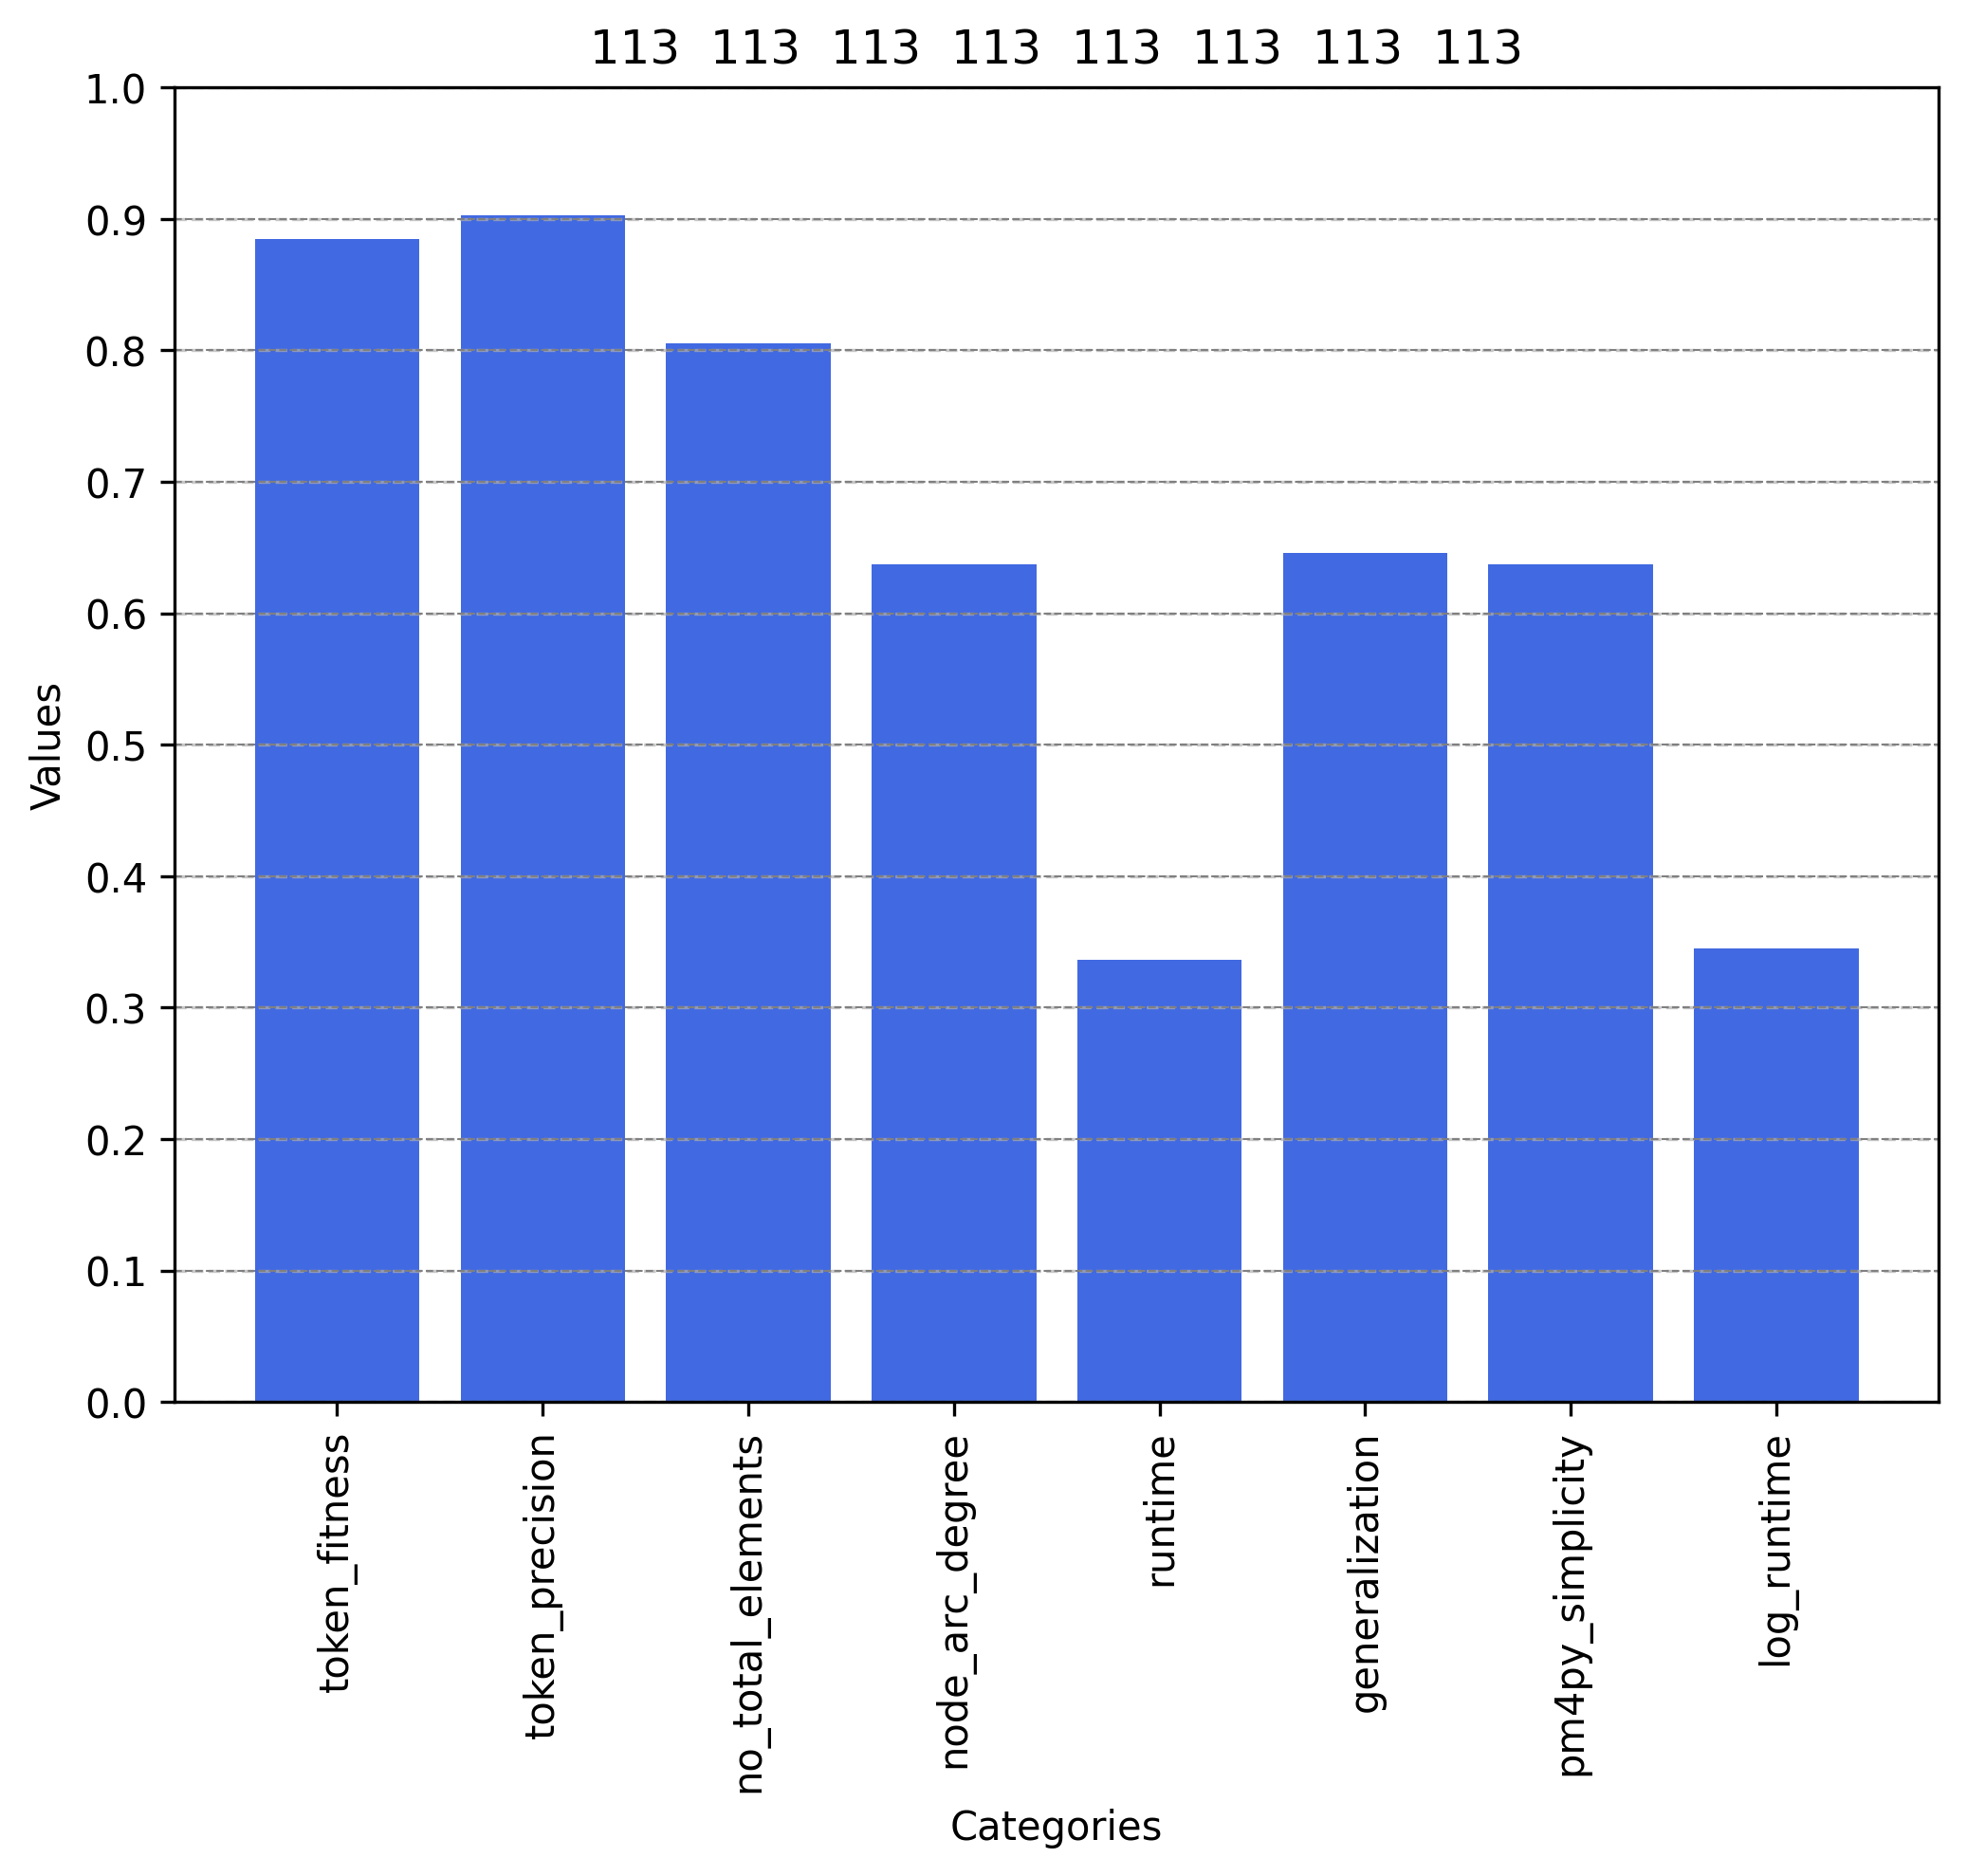 113 113 113 113 113 113 113 113
1.0
0.9
0.8
0.7
0.6
0.5
0.4
0.3
0.2
0.1
0.0
Values
token_fitness
token_precision
no_total_elements
node_arc_degree
runtime
generalization
pm4py_simplicity
log_runtime
Categories